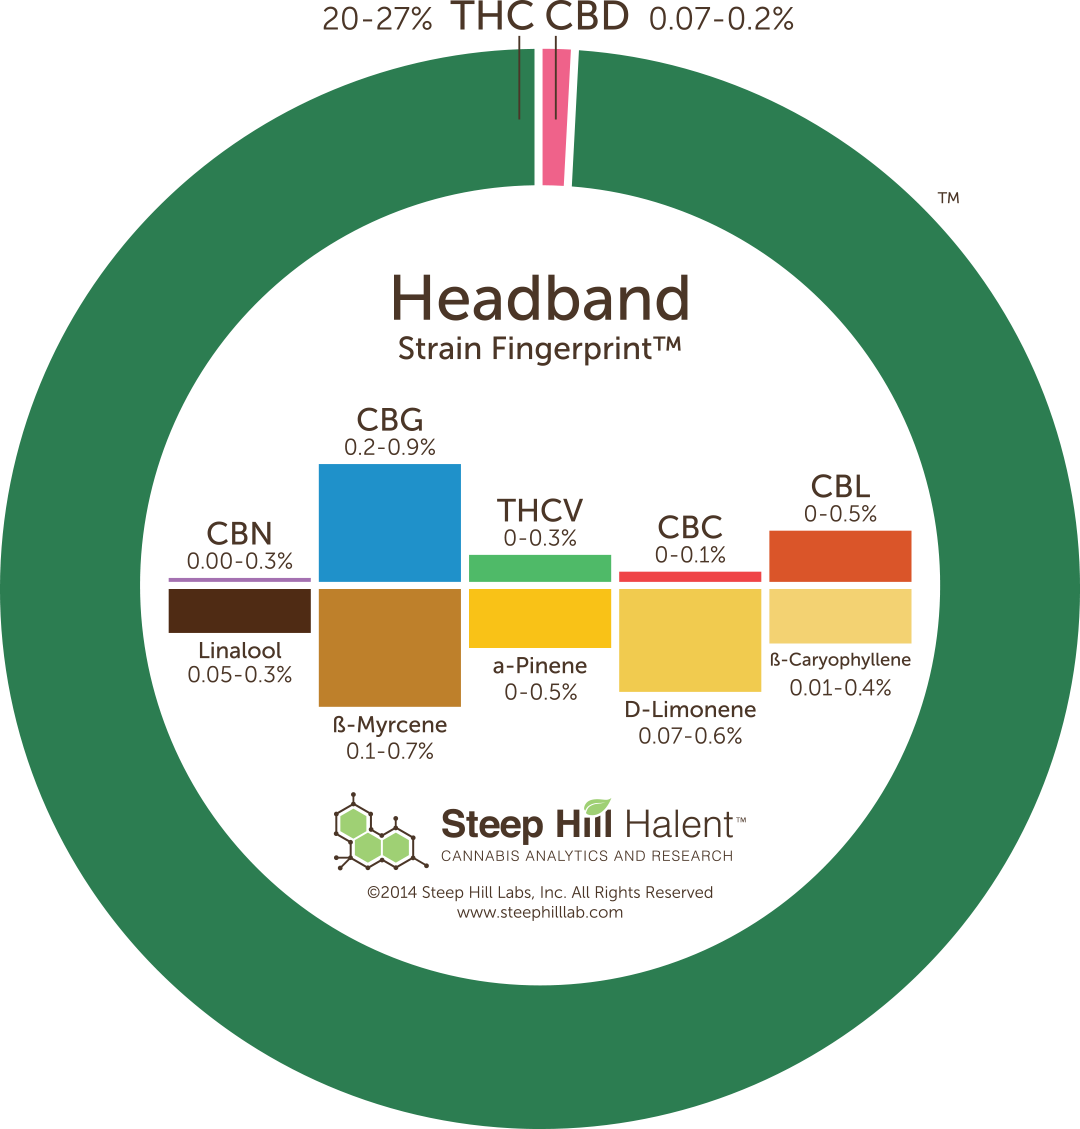 20-27% THC CBD 0.07-0.2%
TM
Headband
Strain Fingerprint™
CBG
0.2-0.9%
CBL
0-0.5%
THCV
0-0.3%
CBC
0-0.1%
CBN
0.00-0.3%
Linalool
0.05-0.3%
a-Pinene
0-0.5%
ß-Caryophyllene
0.01-0.4%
D-Limonene
0.07-0.6%
ß-Myrcene
0.1-0.7%
Steep Hill Halent™
CANNABIS ANALYTICS AND RESEARCH
©2014 Steep Hill Labs, Inc. All Rights Reserved
www.steephilllab.com